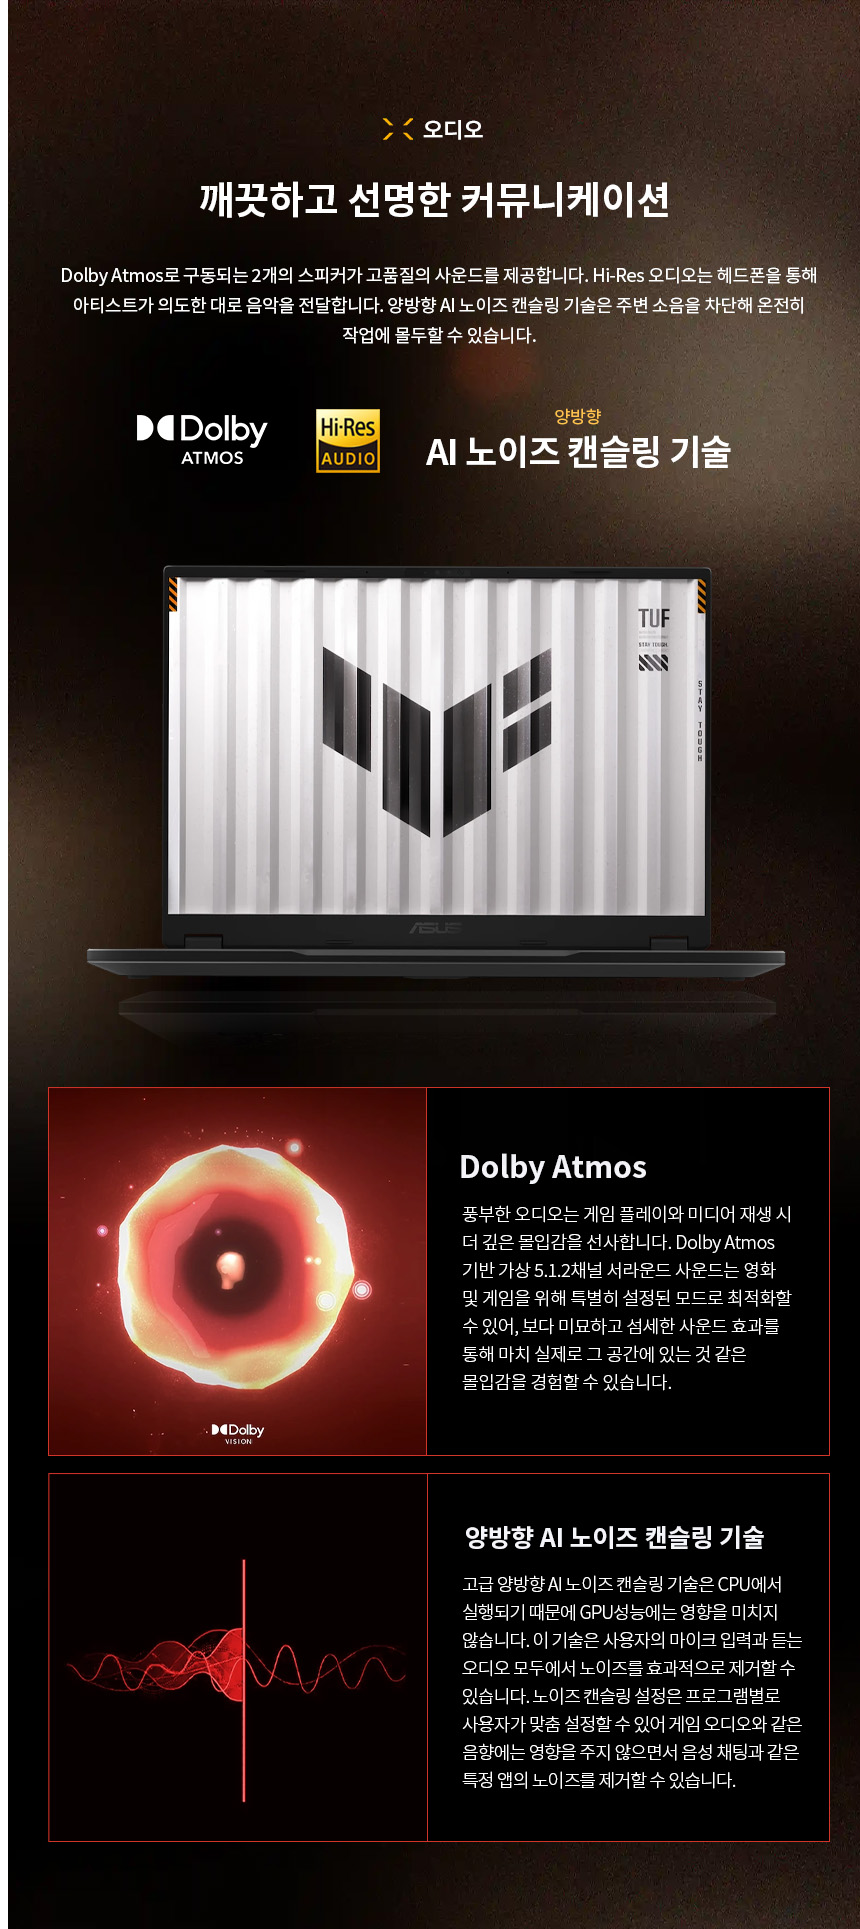 오디오
깨끗하고 선명한 커뮤니케이션
Dolby Atmos로 구동되는 2개의 스피커가 고품질의 사운드를 제공합니다. Hi-Res 오디오는 헤드폰을 통해
아티스트가 의도한 대로 음악을 전달합니다. 양방향 AI 노이즈 캔슬링 기술은 주변 소음을 차단해 온전히
작업에 몰두할 수 있습니다.
Dolby
ATMOS
Hi-Res
AUDIO
양방향
AI 노이즈 캔슬링 기술
TUF
STAY TOUGH
STAY TOUGH
ASUS
Dolby
VISION
Dolby Atmos
풍부한 오디오는 게임 플레이와 미디어 재생 시
더 깊은 몰입감을 선사합니다. Dolby Atmos
기반 가상 5.1.2채널 서라운드 사운드는 영화
및 게임을 위해 특별히 설정된 모드로 최적화할
수 있어, 보다 미묘하고 섬세한 사운드 효과를
통해 마치 실제로 그 공간에 있는 것 같은
몰입감을 경험할 수 있습니다.
양방향 AI 노이즈 캔슬링 기술
고급 양방향 AI 노이즈 캔슬링 기술은 CPU에서
실행되기 때문에 GPU성능에는 영향을 미치지
않습니다. 이 기술은 사용자의 마이크 입력과 듣는
오디오 모두에서 노이즈를 효과적으로 제거할 수
있습니다. 노이즈 캔슬링 설정은 프로그램별로
사용자가 맞춤 설정할 수 있어 게임 오디오와 같은
음향에는 영향을 주지 않으면서 음성 채팅과 같은
특정 앱의 노이즈를 제거할 수 있습니다.